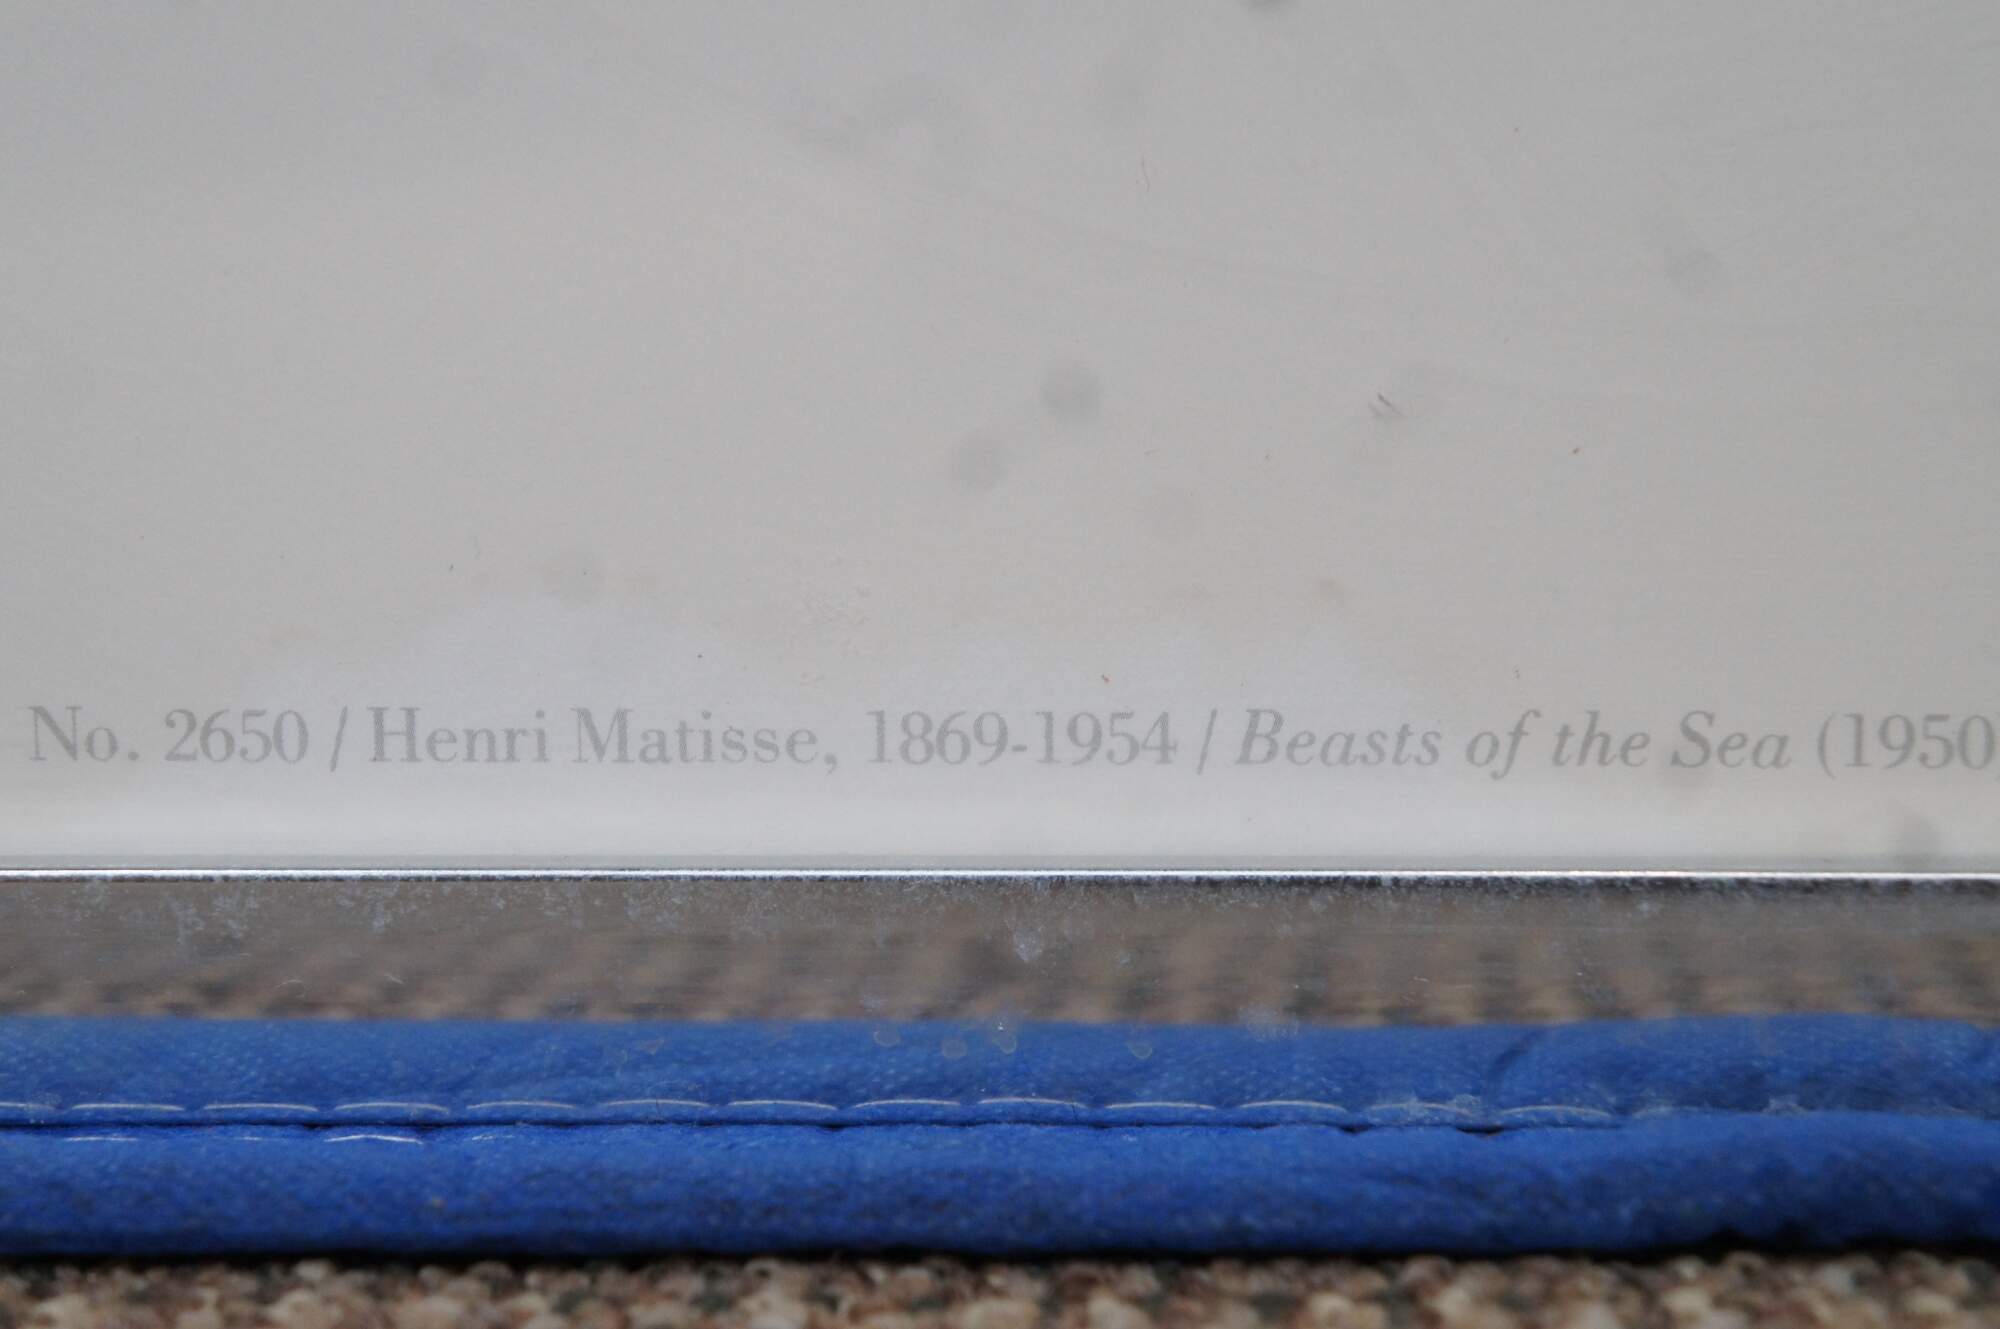 No. 2650 / Henri Matisse, 1869-1954 / Beasts of the Sea (1950)